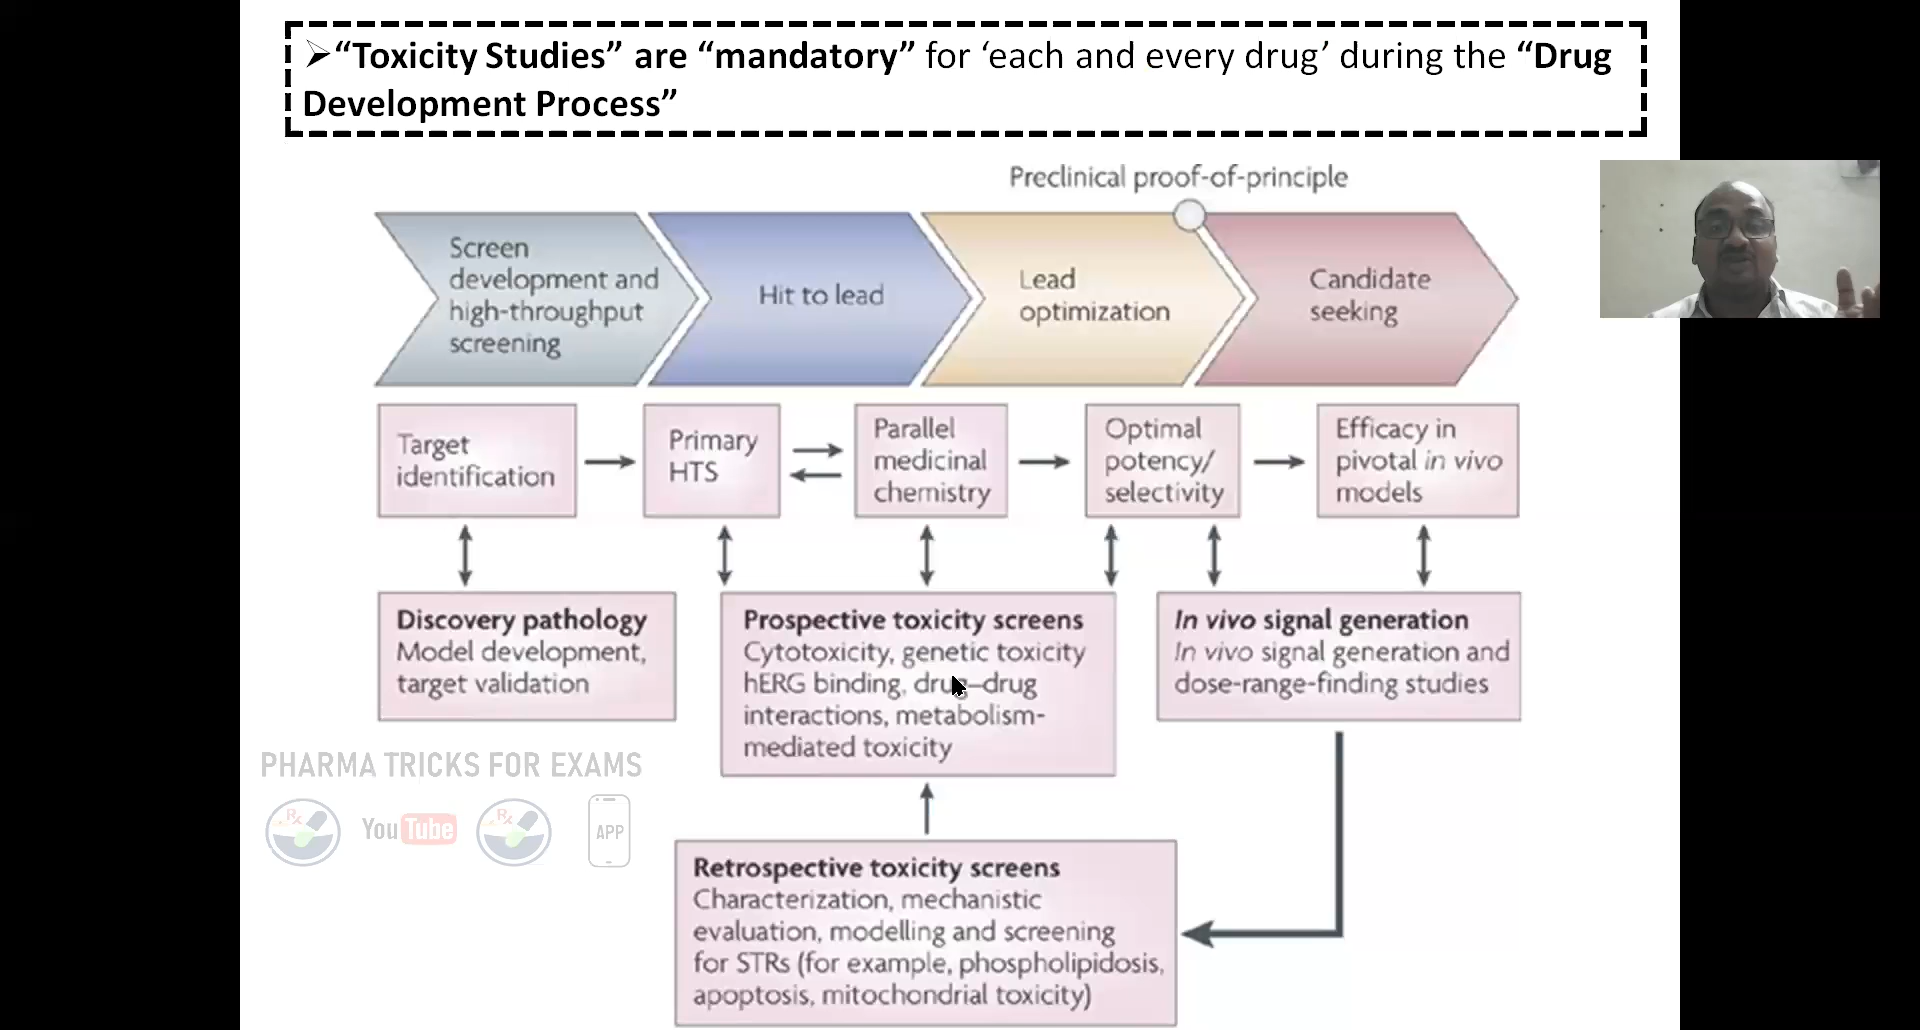 ➢“Toxicity Studies” are “mandatory” for ‘each and every drug’ during the “Drug
Development Process”
Preclinical proof-of-principle
Screen
development and
high-throughput
screening
Hit to lead
Lead
optimization
Candidate
seeking
Target
identification
Primary
HTS
Parallel
medicinal
chemistry
Optimal
potency/
selectivity
Efficacy in
pivotal in vivo
models
Discovery pathology
Model development,
target validation
Prospective toxicity screens
Cytotoxicity, genetic toxicity
hERG binding, drug–drug
interactions, metabolism-
mediated toxicity
In vivo signal generation
In vivo signal generation and
dose-range-finding studies
Retrospective toxicity screens
Characterization, mechanistic
evaluation, modelling and screening
for STRs (for example, phospholipidosis,
apoptosis, mitochondrial toxicity)
PHARMA TRICKS FOR EXAMS
Rx
YouTube
Rx
APP